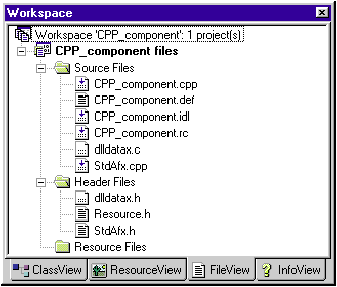 Workspace
Workspace 'CPP_component': 1 project(s)
CPP_component files
Source Files
CPP_component.cpp
CPP_component.def
CPP_component.idl
CPP_component.rc
dlldatax.c
StdAfx.cpp
Header Files
dlldatax.h
Resource.h
StdAfx.h
Resource Files
ClassView ResourceView FileView InfoView